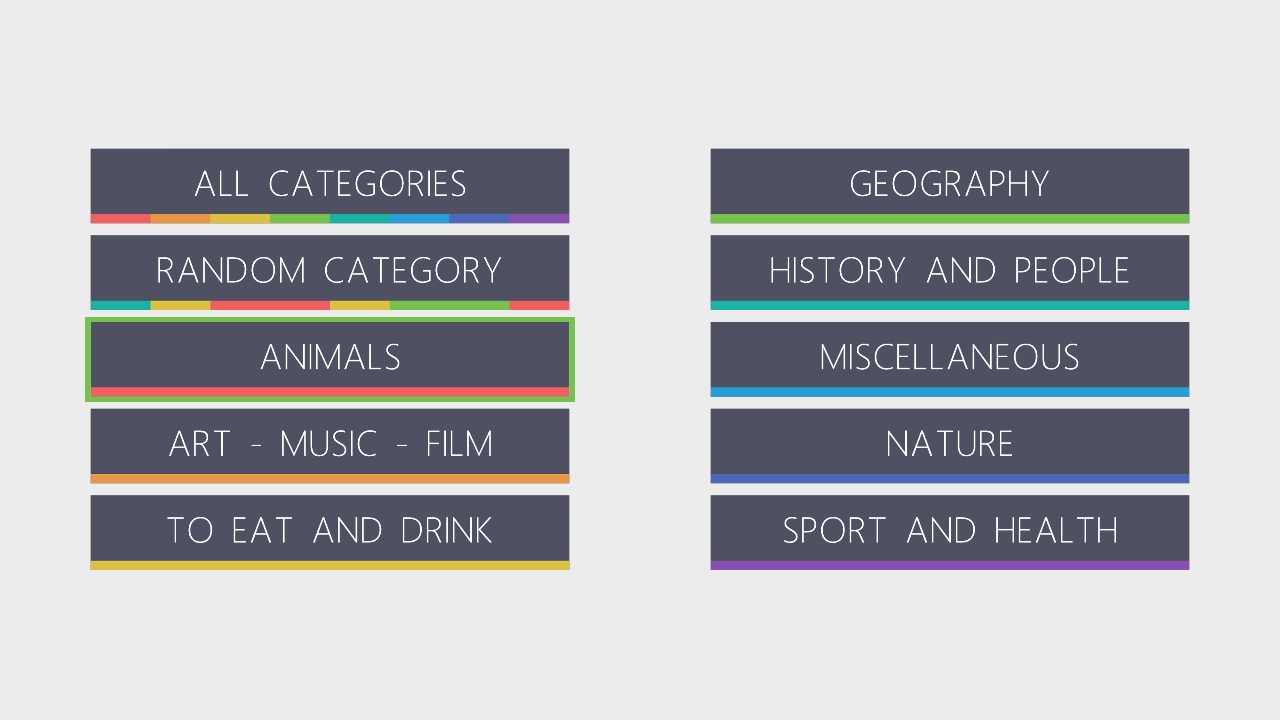 ALL CATEGORIES
RANDOM CATEGORY
ANIMALS
ART - MUSIC - FILM
TO EAT AND DRINK
GEOGRAPHY
HISTORY AND PEOPLE
MISCELLANEOUS
NATURE
SPORT AND HEALTH